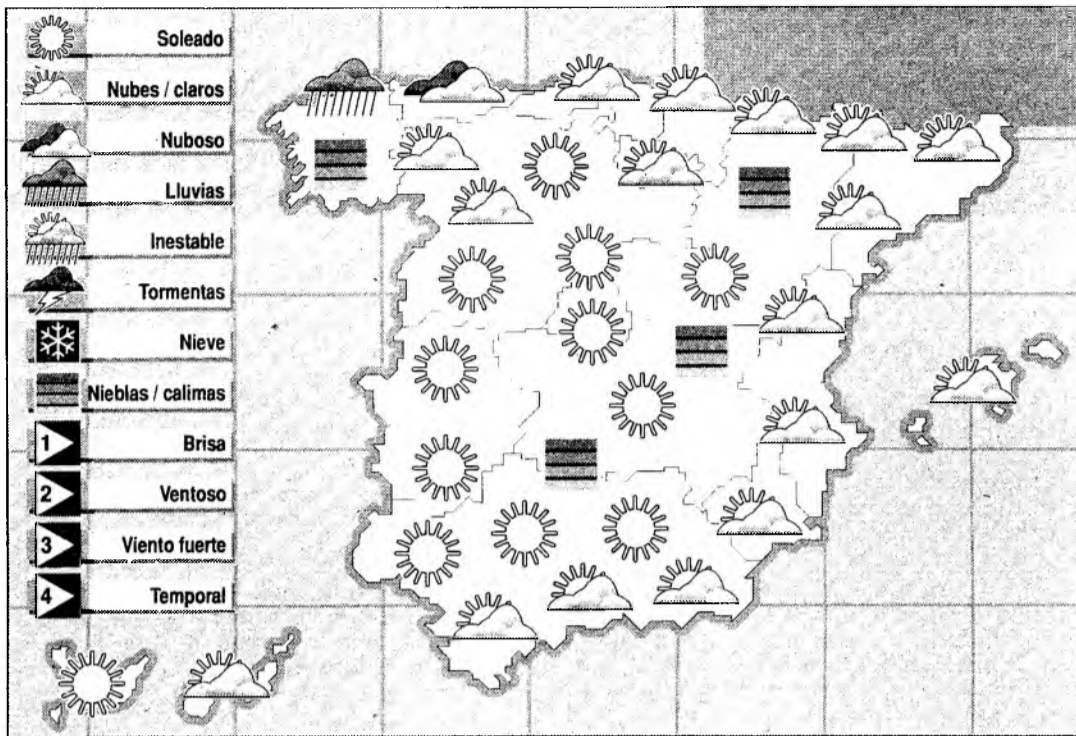 Soleado
Nubes / claros
Nuboso
Lluvias
Inestable
Tormentas
Nieve
Nieblas / calimas
1 Brisa
2 Ventoso
3 Viento fuerte
4 Temporal